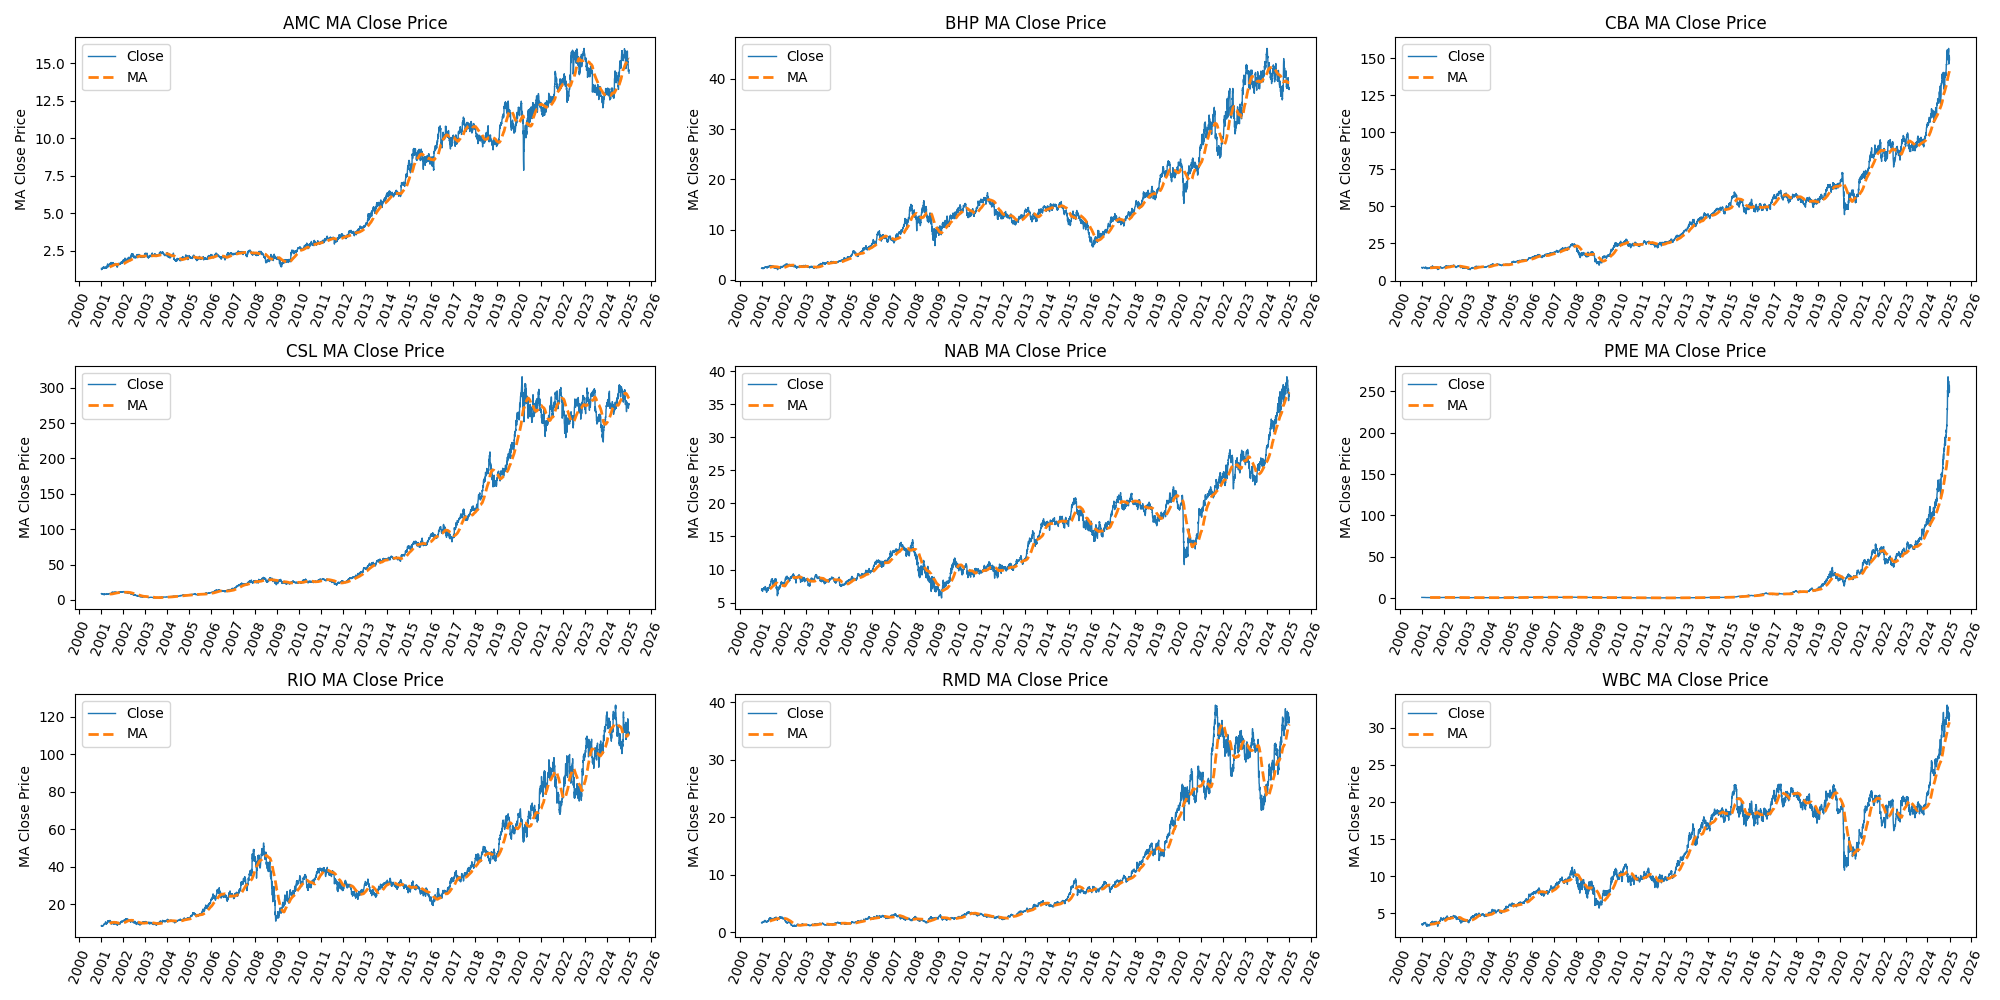 AMC MA Close Price
MA Close Price
Close
MA
15.0
12.5
10.0
7.5
5.0
2.5
2000 2001 2002 2003 2004 2005 2006 2007 2008 2009 2010 2011 2012 2013 2014 2015 2016 2017 2018 2019 2020 2021 2022 2023 2024 2025 2026
BHP MA Close Price
MA Close Price
Close
MA
40
30
20
10
0
2000 2001 2002 2003 2004 2005 2006 2007 2008 2009 2010 2011 2012 2013 2014 2015 2016 2017 2018 2019 2020 2021 2022 2023 2024 2025 2026
CBA MA Close Price
MA Close Price
Close
MA
150
125
100
75
50
25
0
2000 2001 2002 2003 2004 2005 2006 2007 2008 2009 2010 2011 2012 2013 2014 2015 2016 2017 2018 2019 2020 2021 2022 2023 2024 2025 2026
CSL MA Close Price
MA Close Price
Close
MA
300
250
200
150
100
50
0
2000 2001 2002 2003 2004 2005 2006 2007 2008 2009 2010 2011 2012 2013 2014 2015 2016 2017 2018 2019 2020 2021 2022 2023 2024 2025 2026
NAB MA Close Price
MA Close Price
Close
MA
40
35
30
25
20
15
10
5
2000 2001 2002 2003 2004 2005 2006 2007 2008 2009 2010 2011 2012 2013 2014 2015 2016 2017 2018 2019 2020 2021 2022 2023 2024 2025 2026
PME MA Close Price
MA Close Price
Close
MA
250
200
150
100
50
0
2000 2001 2002 2003 2004 2005 2006 2007 2008 2009 2010 2011 2012 2013 2014 2015 2016 2017 2018 2019 2020 2021 2022 2023 2024 2025 2026
RIO MA Close Price
MA Close Price
Close
MA
120
100
80
60
40
20
2000 2001 2002 2003 2004 2005 2006 2007 2008 2009 2010 2011 2012 2013 2014 2015 2016 2017 2018 2019 2020 2021 2022 2023 2024 2025 2026
RMD MA Close Price
MA Close Price
Close
MA
40
30
20
10
0
2000 2001 2002 2003 2004 2005 2006 2007 2008 2009 2010 2011 2012 2013 2014 2015 2016 2017 2018 2019 2020 2021 2022 2023 2024 2025 2026
WBC MA Close Price
MA Close Price
Close
MA
30
25
20
15
10
5
2000 2001 2002 2003 2004 2005 2006 2007 2008 2009 2010 2011 2012 2013 2014 2015 2016 2017 2018 2019 2020 2021 2022 2023 2024 2025 2026